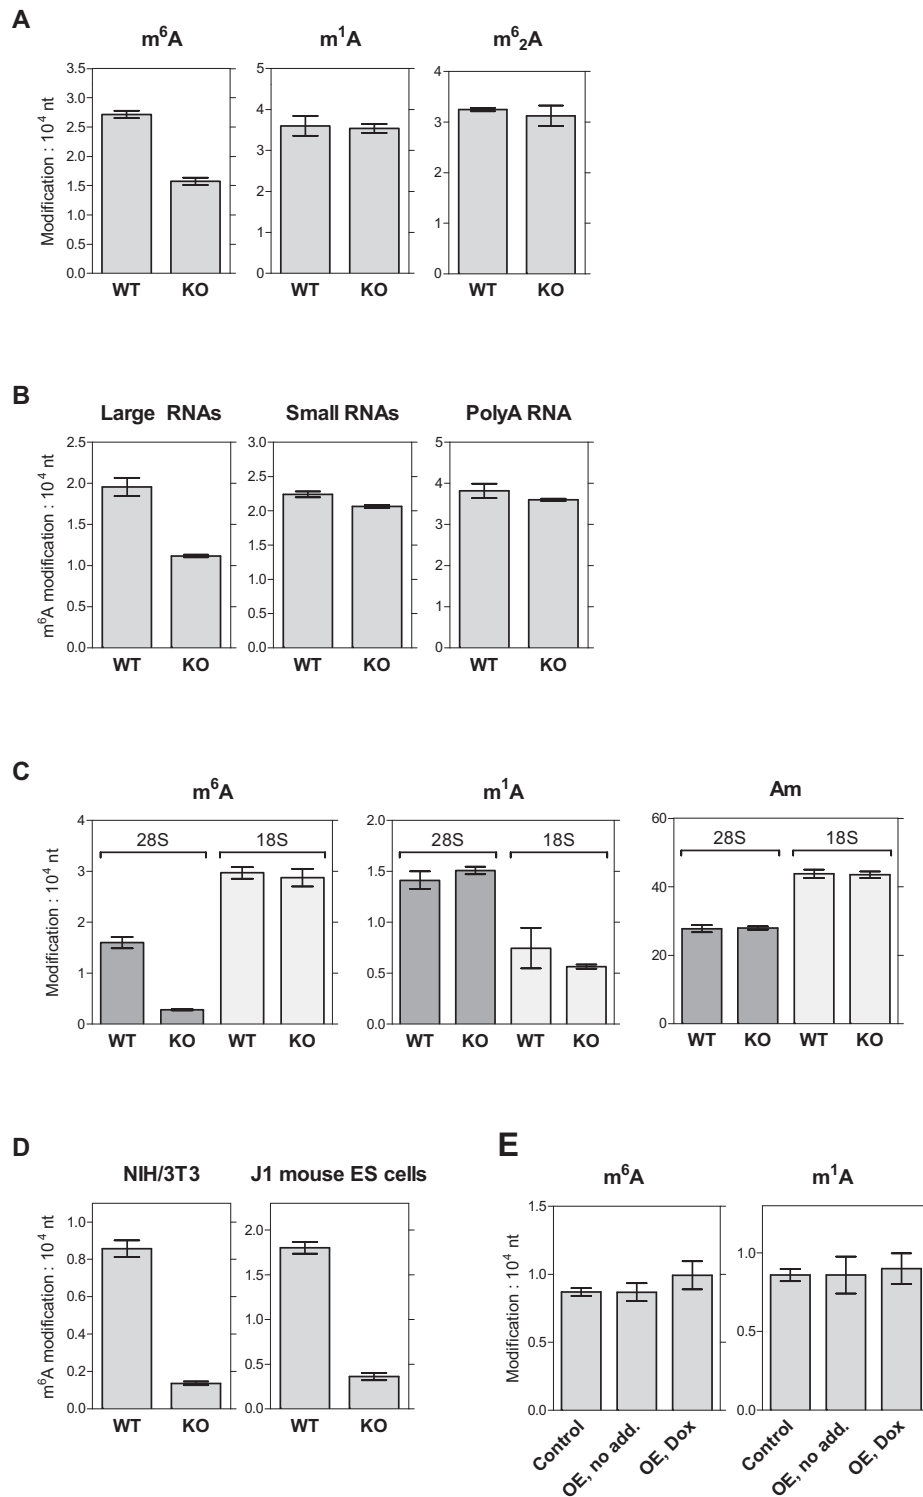 A
m⁶A m¹A m⁶₂A
Modification : 10⁴ nt
3.5 3.0 2.5 2.0 1.5 1.0 0.5 0.0
5 4 3 2 1 0
4 3 2 1 0
WT KO WT KO WT KO
B
Large RNAs Small RNAs PolyA RNA
m⁶A modification : 10⁴ nt
2.5 2.0 1.5 1.0 0.5 0.0
3.0 2.5 2.0 1.5 1.0 0.5 0.0
5 4 3 2 1 0
WT KO WT KO WT KO
C
m⁶A m¹A Am
Modification : 10⁴ nt
4 3 2 1 0
28S 18S
2.0 1.5 1.0 0.5 0.0
28S 18S
60 40 20 0
28S 18S
WT KO WT KO WT KO WT KO WT KO WT KO
D
NIH/3T3 J1 mouse ES cells
m⁶A modification : 10⁴ nt
1.0 0.8 0.6 0.4 0.2 0.0
2.0 1.5 1.0 0.5 0.0
WT KO WT KO
E
m⁶A m¹A
Modification : 10⁴ nt
1.5 1.0 0.5 0.0
1.0 0.5 0.0
Control OE, no add. OE, Dox Control OE, no add. OE, Dox